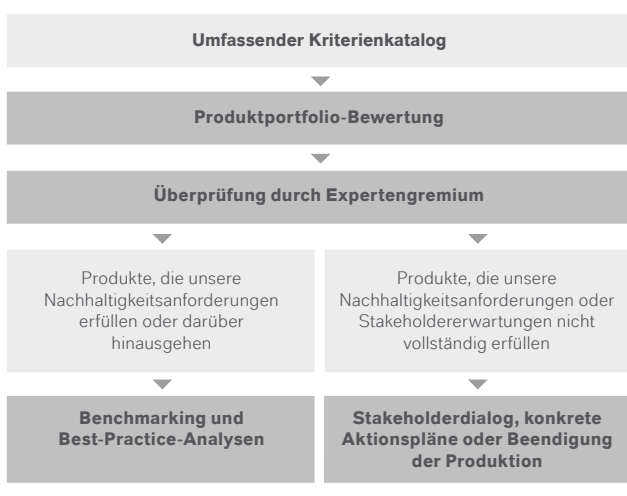 Umfassender Kriterienkatalog
Produktportfolio-Bewertung
Überprüfung durch Expertengremium
Produkte, die unsere
Nachhaltigkeitsanforderungen
erfüllen oder darüber
hinausgehen
Produkte, die unsere
Nachhaltigkeitsanforderungen oder
Stakeholdererwartungen nicht
vollständig erfüllen
Benchmarking und
Best-Practice-Analysen
Stakeholderdialog, konkrete
Aktionspläne oder Beendigung
der Produktion